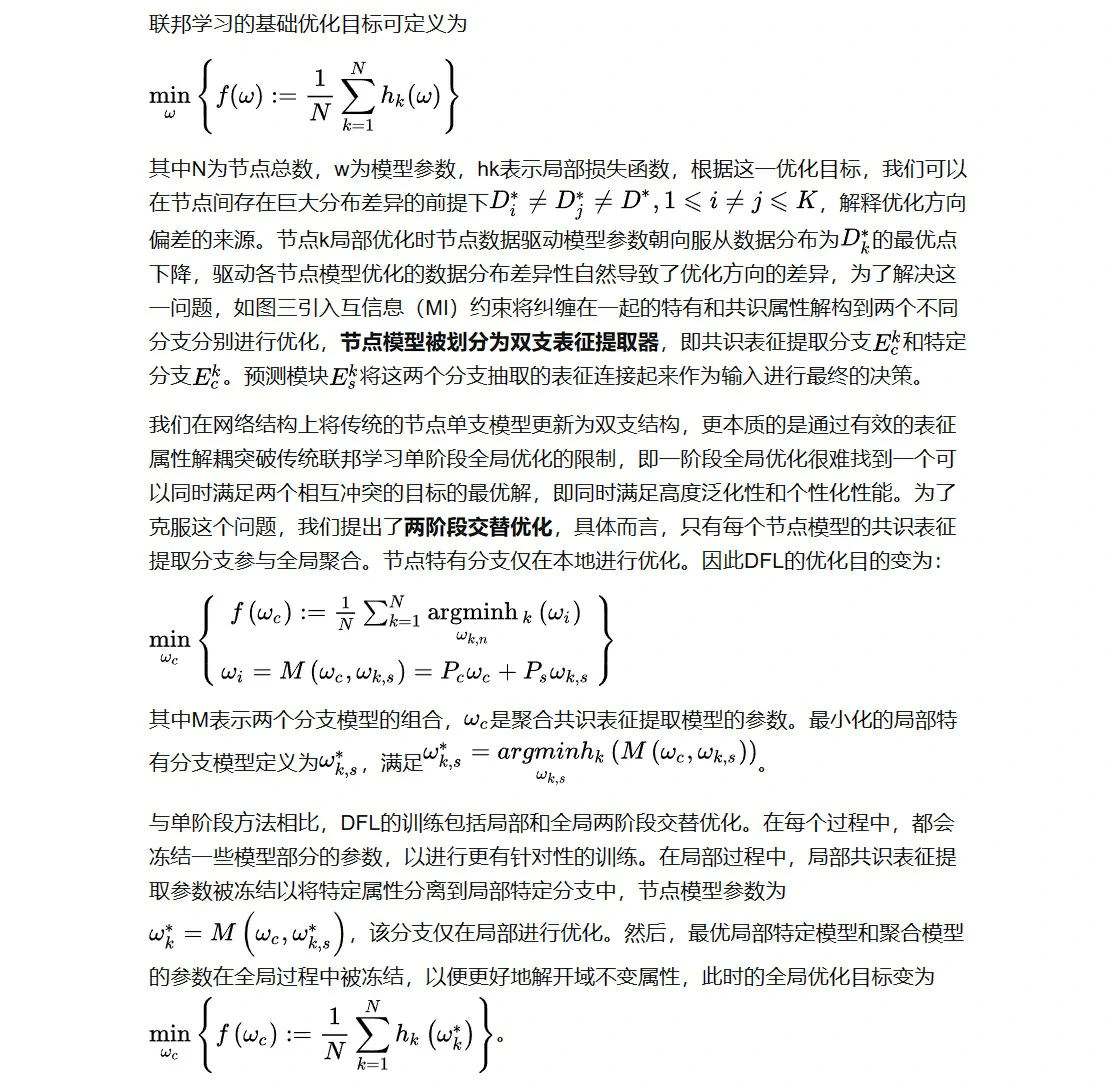 联邦学习的基础优化目标可定义为
$\min_{\omega} \left\{ f(\omega) := \frac{1}{N} \sum_{k=1}^{N} h_k(\omega) \right\}$
其中N为节点总数，w为模型参数，hk表示局部损失函数，根据这一优化目标，我们可以
在节点间存在巨大分布差异的前提下$D_i^* \neq D_j^* \neq D^*, 1 \leqslant i \neq j \leqslant K$，解释优化方向
偏差的来源。节点k局部优化时节点数据驱动模型参数朝向服从数据分布为$D_k^*$的最优点
下降，驱动各节点模型优化的数据分布差异性自然导致了优化方向的差异，为了解决这
一问题，如图三引入互信息（MI）约束将纠缠在一起的特有和共识属性解构到两个不同
分支分别进行优化，节点模型被划分为双支表征提取器，即共识表征提取分支$E_c^k$和特定
分支$E_c^k$。预测模块$E_s^k$将这两个分支抽取的表征连接起来作为输入进行最终的决策。
我们在网络结构上将传统的节点单支模型更新为双支结构，更本质的是通过有效的表征
属性解耦突破传统联邦学习单阶段全局优化的限制，即一阶段全局优化很难找到一个可
以同时满足两个相互冲突的目标的最优解，即同时满足高度泛化性和个性化性能。为了
克服这个问题，我们提出了两阶段交替优化，具体而言，只有每个节点模型的共识表征
提取分支参与全局聚合。节点特有分支仅在本地进行优化。因此DFL的优化目的变为：
$\min_{\omega_c} \left\{ \begin{array}{c} f(\omega_c) := \frac{1}{N} \sum_{k=1}^{N} \underset{\omega_{k,n}}{\operatorname{argminh}}_k (\omega_i) \\ \omega_i = M(\omega_c, \omega_{k,s}) = P_c \omega_c + P_s \omega_{k,s} \end{array} \right\}$
其中M表示两个分支模型的组合，$\omega_c$是聚合共识表征提取模型的参数。最小化的局部特
有分支模型定义为$\omega_{k,s}^*$，满足$\omega_{k,s}^* = \underset{\omega_{k,s}}{argminh_k} (M(\omega_c, \omega_{k,s}))$。
与单阶段方法相比，DFL的训练包括局部和全局两阶段交替优化。在每个过程中，都会
冻结一些模型部分的参数，以进行更有针对性的训练。在局部过程中，局部共识表征提
取参数被冻结以将特定属性分离到局部特定分支中，节点模型参数为
$\omega_k^* = M\left(\omega_c, \omega_{k,s}^*\right)$，该分支仅在局部进行优化。然后，最优局部特定模型和聚合模型
的参数在全局过程中被冻结，以便更好地解开域不变属性，此时的全局优化目标变为
$\min_{\omega_c} \left\{ f(\omega_c) := \frac{1}{N} \sum_{k=1}^{N} h_k(\omega_k^*) \right\}$。